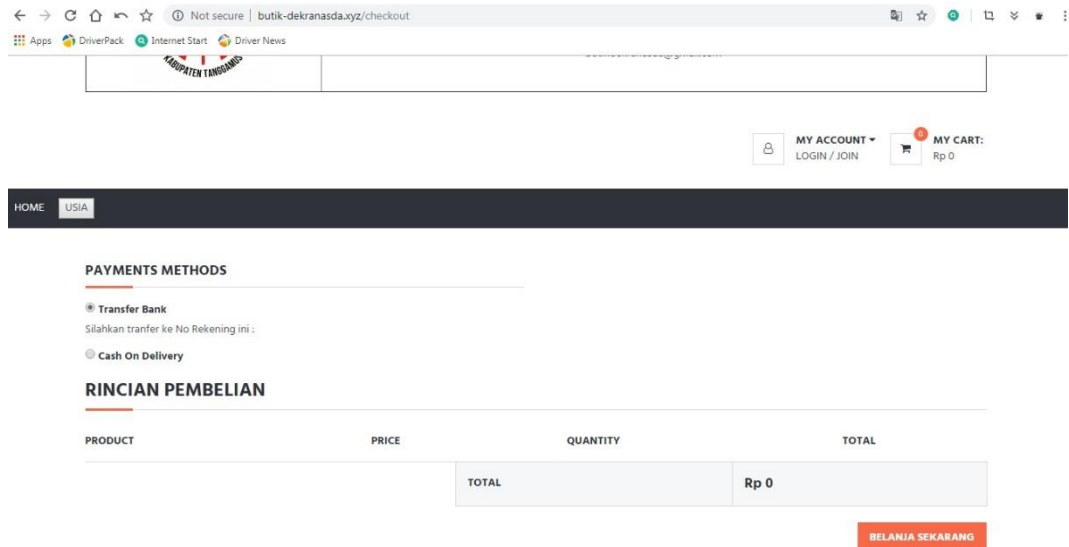 Not secure | butik-dekranasda.xyz/checkout
Apps DriverPack Internet Start Driver News
KABUPATEN TANGGAMUS
MY ACCOUNT
LOGIN / JOIN
0
MY CART:
Rp 0
HOME USIA
PAYMENTS METHODS
Transfer Bank
Silahkan tranfer ke No Rekening ini :
Cash On Delivery
RINCIAN PEMBELIAN
PRODUCT PRICE QUANTITY TOTAL
TOTAL Rp 0
BELANJA SEKARANG